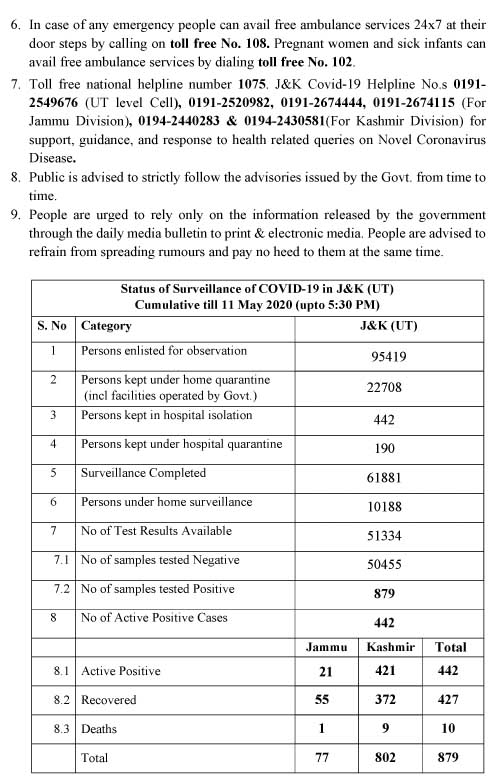 6. In case of any emergency people can avail free ambulance services 24x7 at their
door steps by calling on toll free No. 108. Pregnant women and sick infants can
avail free ambulance services by dialing toll free No. 102.
7. Toll free national helpline number 1075. J&K Covid-19 Helpline No.s 0191-
2549676 (UT level Cell), 0191-2520982, 0191-2674444, 0191-2674115 (For
Jammu Division), 0194-2440283 & 0194-2430581(For Kashmir Division) for
support, guidance, and response to health related queries on Novel Coronavirus
Disease.
8. Public is advised to strictly follow the advisories issued by the Govt. from time to
time.
9. People are urged to rely only on the information released by the government
through the daily media bulletin to print & electronic media. People are advised to
refrain from spreading rumours and pay no heed to them at the same time.
Status of Surveillance of COVID-19 in J&K (UT)
Cumulative till 11 May 2020 (upto 5:30 PM)
S. No Category J&K (UT)
1 Persons enlisted for observation 95419
2 Persons kept under home quarantine
(incl facilities operated by Govt.) 22708
3 Persons kept in hospital isolation 442
4 Persons kept under hospital quarantine 190
5 Surveillance Completed 61881
6 Persons under home surveillance 10188
7 No of Test Results Available 51334
7.1 No of samples tested Negative 50455
7.2 No of samples tested Positive 879
8 No of Active Positive Cases 442
Jammu Kashmir Total
8.1 Active Positive 21 421 442
8.2 Recovered 55 372 427
8.3 Deaths 1 9 10
Total 77 802 879